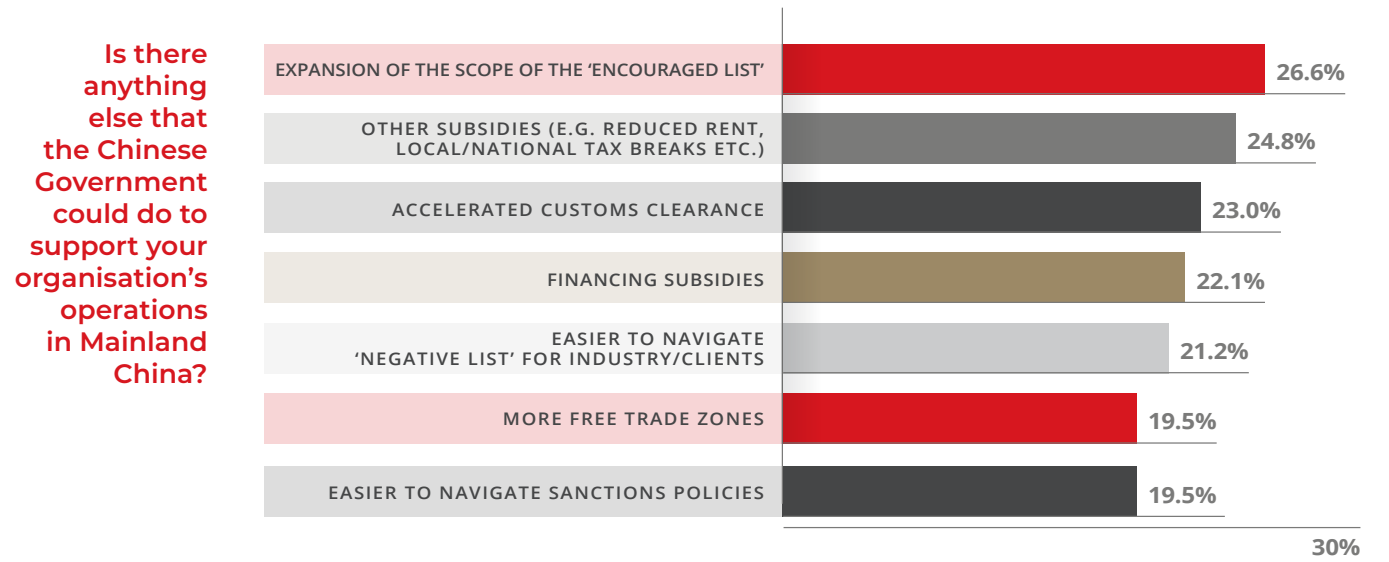 Is there
anything
else that
the Chinese
Government
could do to
support your
organisation’s
operations
in Mainland
China?
EXPANSION OF THE SCOPE OF THE ‘ENCOURAGED LIST’
26.6%
OTHER SUBSIDIES (E.G. REDUCED RENT,
LOCAL/NATIONAL TAX BREAKS ETC.)
24.8%
ACCELERATED CUSTOMS CLEARANCE
23.0%
FINANCING SUBSIDIES
22.1%
EASIER TO NAVIGATE
‘NEGATIVE LIST’ FOR INDUSTRY/CLIENTS
21.2%
MORE FREE TRADE ZONES
19.5%
EASIER TO NAVIGATE SANCTIONS POLICIES
19.5%
30%